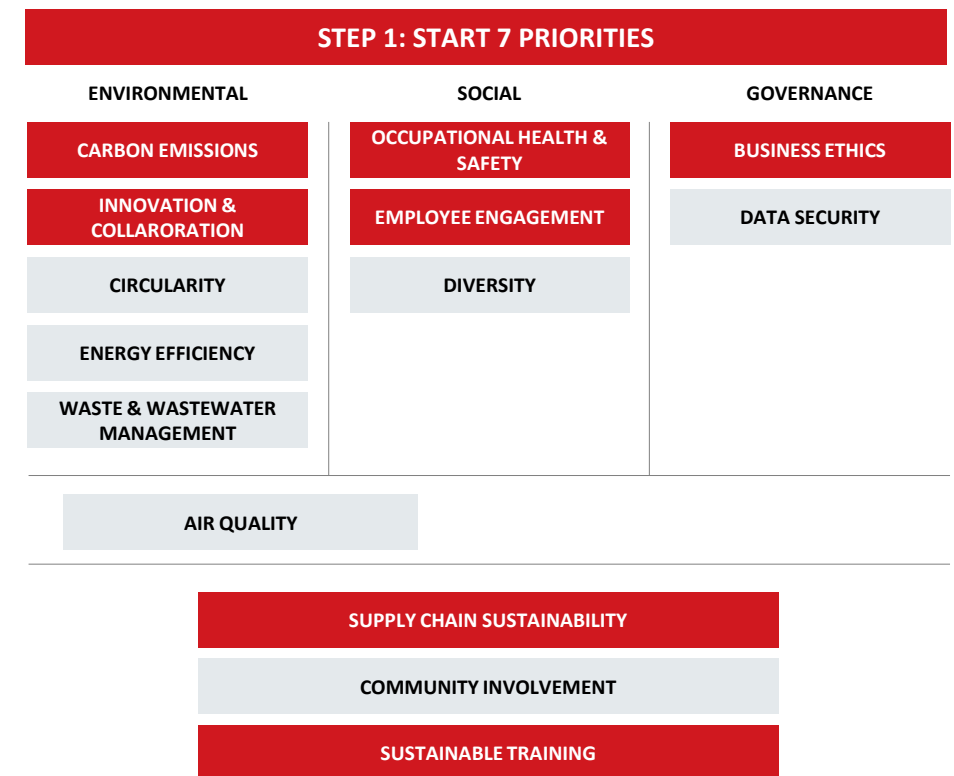 STEP 1: START 7 PRIORITIES
ENVIRONMENTAL
SOCIAL
GOVERNANCE
CARBON EMISSIONS
INNOVATION &
COLLARORATION
CIRCULARITY
ENERGY EFFICIENCY
WASTE & WASTEWATER
MANAGEMENT
OCCUPATIONAL HEALTH &
SAFETY
EMPLOYEE ENGAGEMENT
DIVERSITY
BUSINESS ETHICS
DATA SECURITY
AIR QUALITY
SUPPLY CHAIN SUSTAINABILITY
COMMUNITY INVOLVEMENT
SUSTAINABLE TRAINING